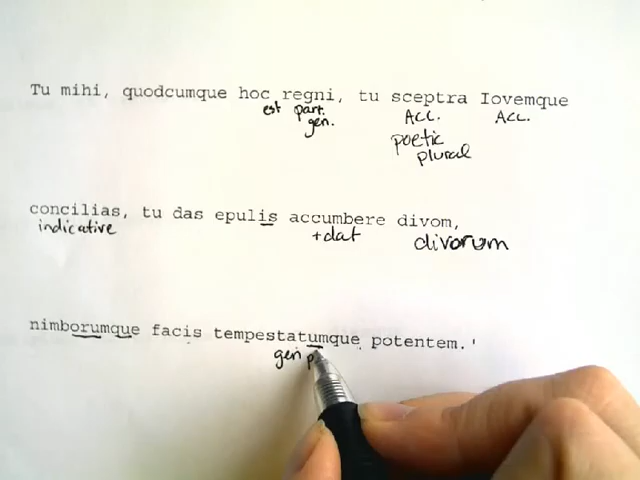 Tu mihi, quodcumque hoc regni, tu sceptra Iovemque
est part. gen. ACC. poetic plural ACC.
concilias, tu das epulis accumbere divom,
indicative +dat divorum
nimborumque facis tempestatumque potentem.'
gen p